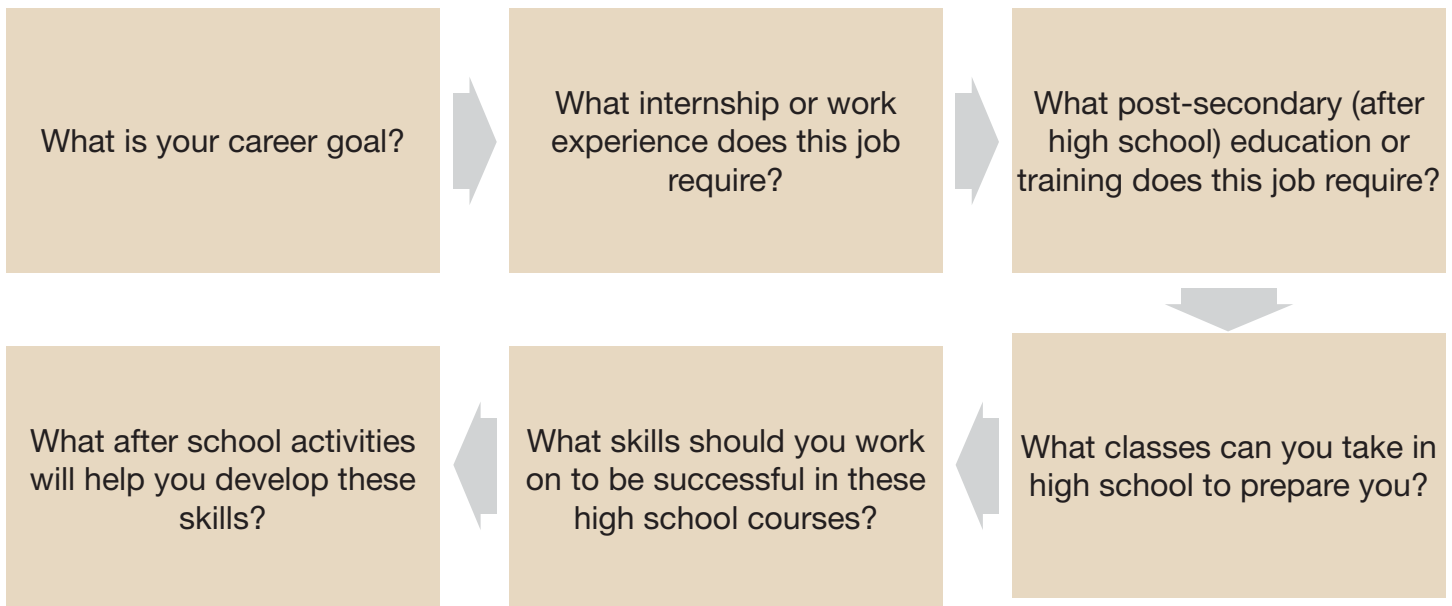 What is your career goal?
What internship or work
experience does this job
require?
What post-secondary (after
high school) education or
training does this job require?
What classes can you take in
high school to prepare you?
What skills should you work
on to be successful in these
high school courses?
What after school activities
will help you develop these
skills?